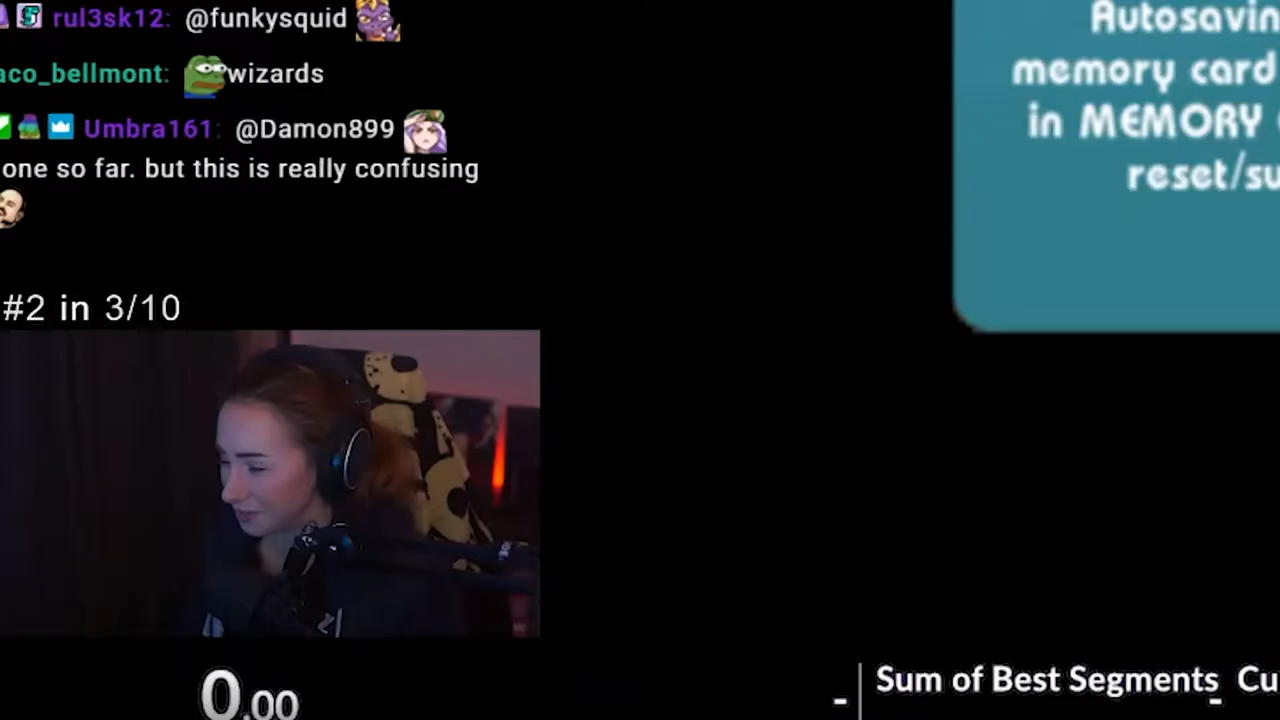 rul3sk12: @funkysquid
aco_bellmont: wizards
Umbra161: @Damon899
one so far. but this is really confusing
#2 in 3/10
Autosavin
memory card
in MEMORY
reset/su
0.00
- Sum of Best Segments - Cu